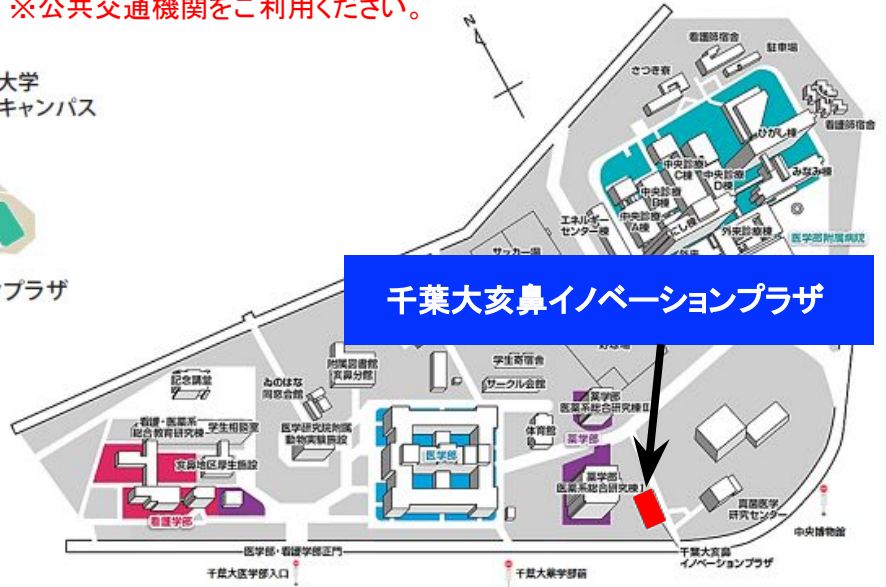 ※公共交通機関をご利用ください。
N
大学
キャンパス
プラザ
看護師宿舎
駐車場
さつき寮
看護師宿舎
ひがし棟
中央診療
C棟
中央診療
D棟
みなみ棟
中央診療
B棟
中央診療
A棟
エネルギー
センター棟
にし棟
外来診療棟
医学部附属病院
サッカー場
千葉大亥鼻イノベーションプラザ
附属図書館
亥鼻分館
学生寄宿舎
サークル会館
記念講堂
ゐのはな
同窓会館
薬学部
医薬系総合研究棟II
看護・医薬系
総合教育研究棟
学生相談室
医学研究院附属
動物実験施設
体育館
薬学部
医学部
亥鼻地区厚生施設
薬学部
医薬系総合研究棟I
看護学部
真菌医学
研究センター
中央博物館
医学部・看護学部正門
千葉大亥鼻
イノベーションプラザ
千葉大医学部入口
千葉大薬学部前